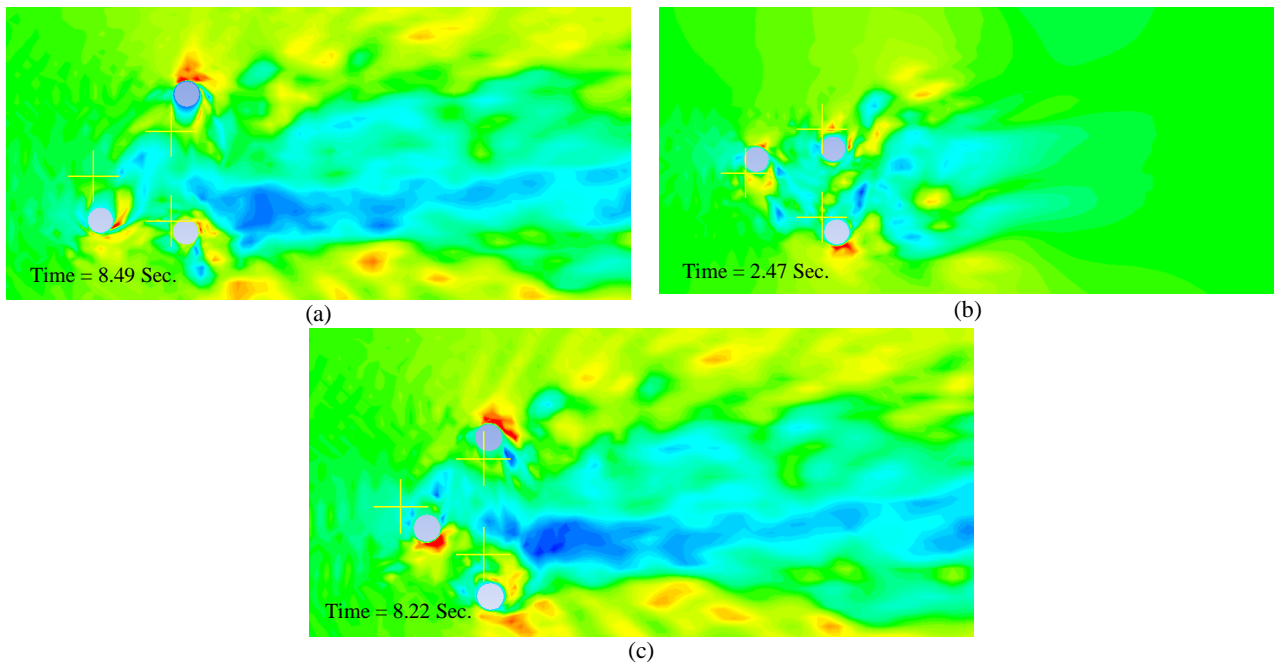 Time = 8.49 Sec.
(a)
Time = 2.47 Sec.
(b)
Time = 8.22 Sec.
(c)